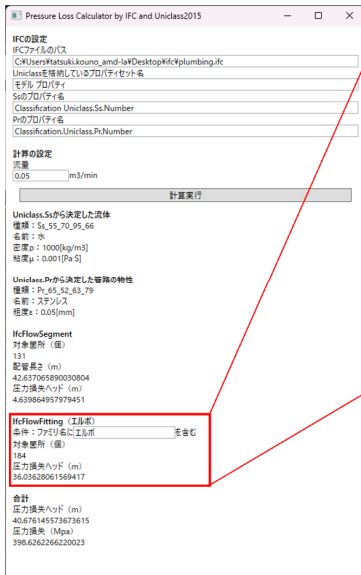 Pressure Loss Calculator by IFC and Uniclass2015
IFCの設定
IFCファイルのパス
C:¥Users¥tatsuki.kouno_amd-la¥Desktop¥ifc¥plumbing.ifc
Uniclassを格納しているプロパティセット名
モデル プロパティ
Ssのプロパティ名
Classification Uniclass.Ss.Number
Prのプロパティ名
Classification.Uniclass.Pr.Number
計算の設定
流量
0.05 m3/min
計算実行
Uniclass.Ssから決定した流体
種類：Ss_55_70_95_66
名前：水
密度ρ：1000[kg/m3]
粘度μ：0.001[Pa S]
Uniclass.Prから決定した管路の物性
種類：Pr_65_52_63_79
名前：ステンレス
粗度ε：0.05[mm]
IfcFlowSegment
対象箇所（個）
131
配管長さ（m）
42.637065890030804
圧力損失ヘッド（m）
4.639864957979451
IfcFlowFitting（エルボ）
条件：ファミリ名に エルボ を含む
対象箇所（個）
184
圧力損失ヘッド（m）
36.03628061569417
合計
圧力損失ヘッド（m）
40.676145573673615
圧力損失（Mpa）
398.6262266220023